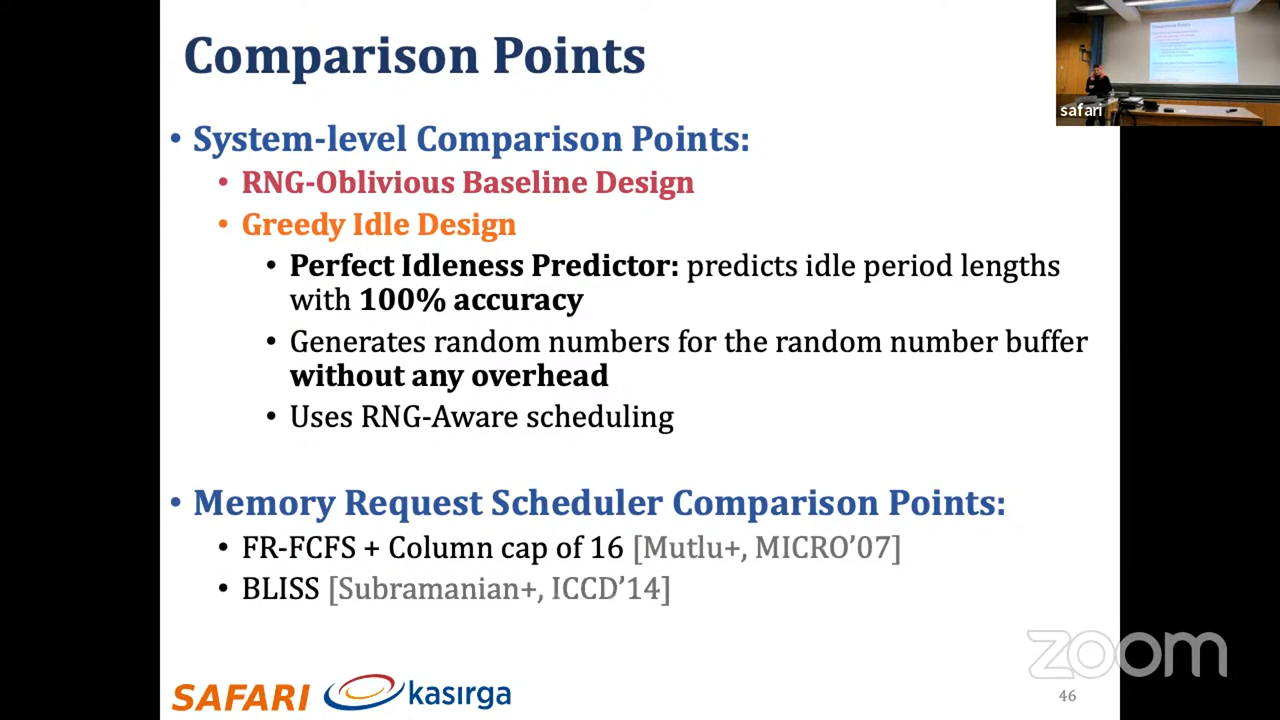 Comparison Points
safari
• System-level Comparison Points:
• RNG-Oblivious Baseline Design
• Greedy Idle Design
• Perfect Idleness Predictor: predicts idle period lengths
with 100% accuracy
• Generates random numbers for the random number buffer
without any overhead
• Uses RNG-Aware scheduling
• Memory Request Scheduler Comparison Points:
• FR-FCFS + Column cap of 16 [Mutlu+, MICRO’07]
• BLISS [Subramanian+, ICCD’14]
zoom
SAFARI kasırga
46